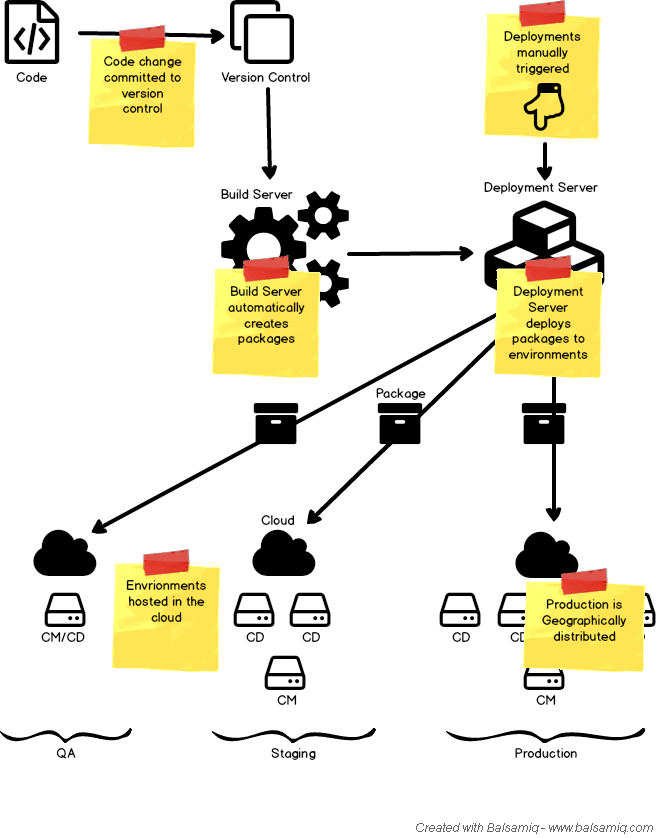 Code
Code change
committed to
version
control
Version Control
Deployments
manually
triggered
Build Server
Deployment Server
Build Server
automatically
creates
packages
Deployment
Server
deploys
packages to
environments
Package
Cloud
Envrionments
hosted in the
cloud
Production is
Geographically
distributed
CM/CD
CD
CD
CD
CM
CM
QA
Staging
Production
Created with Balsamiq - www.balsamiq.com